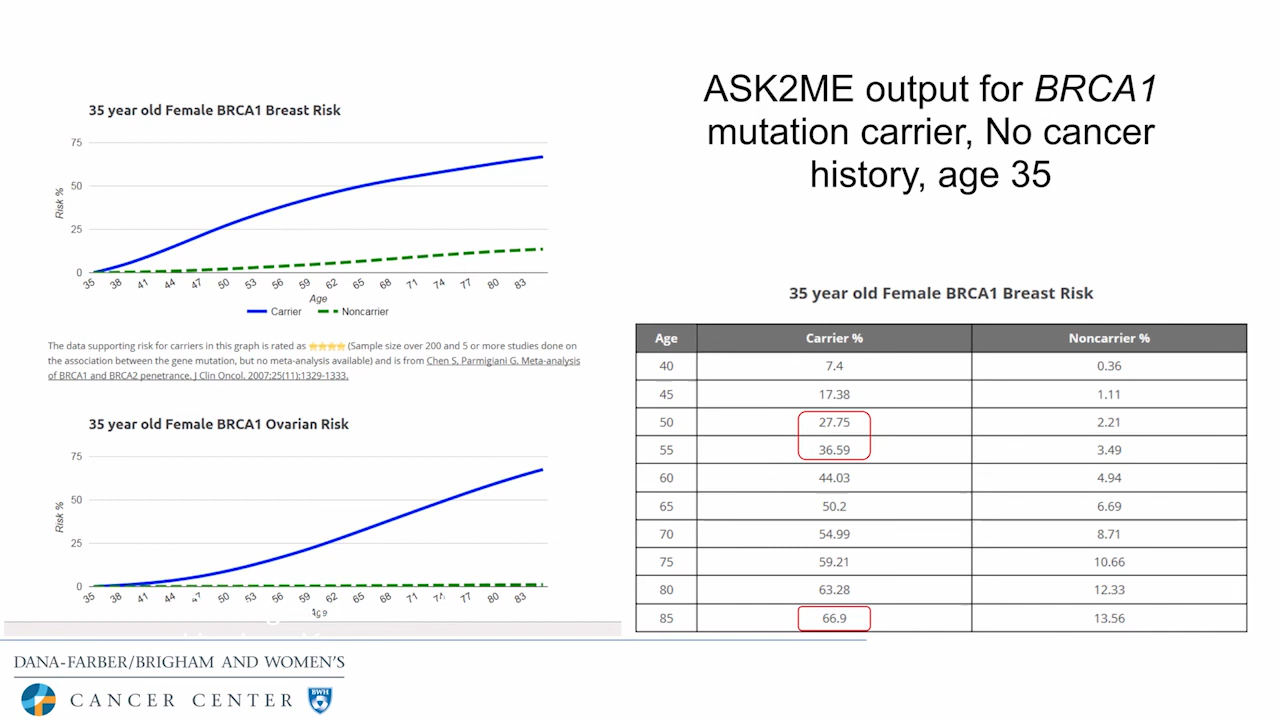 ASK2ME output for BRCA1
mutation carrier, No cancer
history, age 35
35 year old Female BRCA1 Breast Risk
75
50
25
0
Risk %
35 38 41 44 47 50 53 56 59 62 65 68 71 74 77 80 83
Age
Carrier Noncarrier
The data supporting risk for carriers in this graph is rated as ★★★★ (Sample size over 200 and 5 or more studies done on
the association between the gene mutation, but no meta-analysis available) and is from Chen S, Parmigiani G. Meta-analysis
of BRCA1 and BRCA2 penetrance. J Clin Oncol. 2007;25(11):1329-1333.
35 year old Female BRCA1 Ovarian Risk
75
50
25
0
Risk %
35 38 41 44 47 50 53 56 59 62 65 68 71 74 77 80 83
Age
35 year old Female BRCA1 Breast Risk
Age Carrier % Noncarrier %
40 7.4 0.36
45 17.38 1.11
50 27.75 2.21
55 36.59 3.49
60 44.03 4.94
65 50.2 6.69
70 54.99 8.71
75 59.21 10.66
80 63.28 12.33
85 66.9 13.56
DANA-FARBER/BRIGHAM AND WOMEN'S
CANCER CENTER
BWH